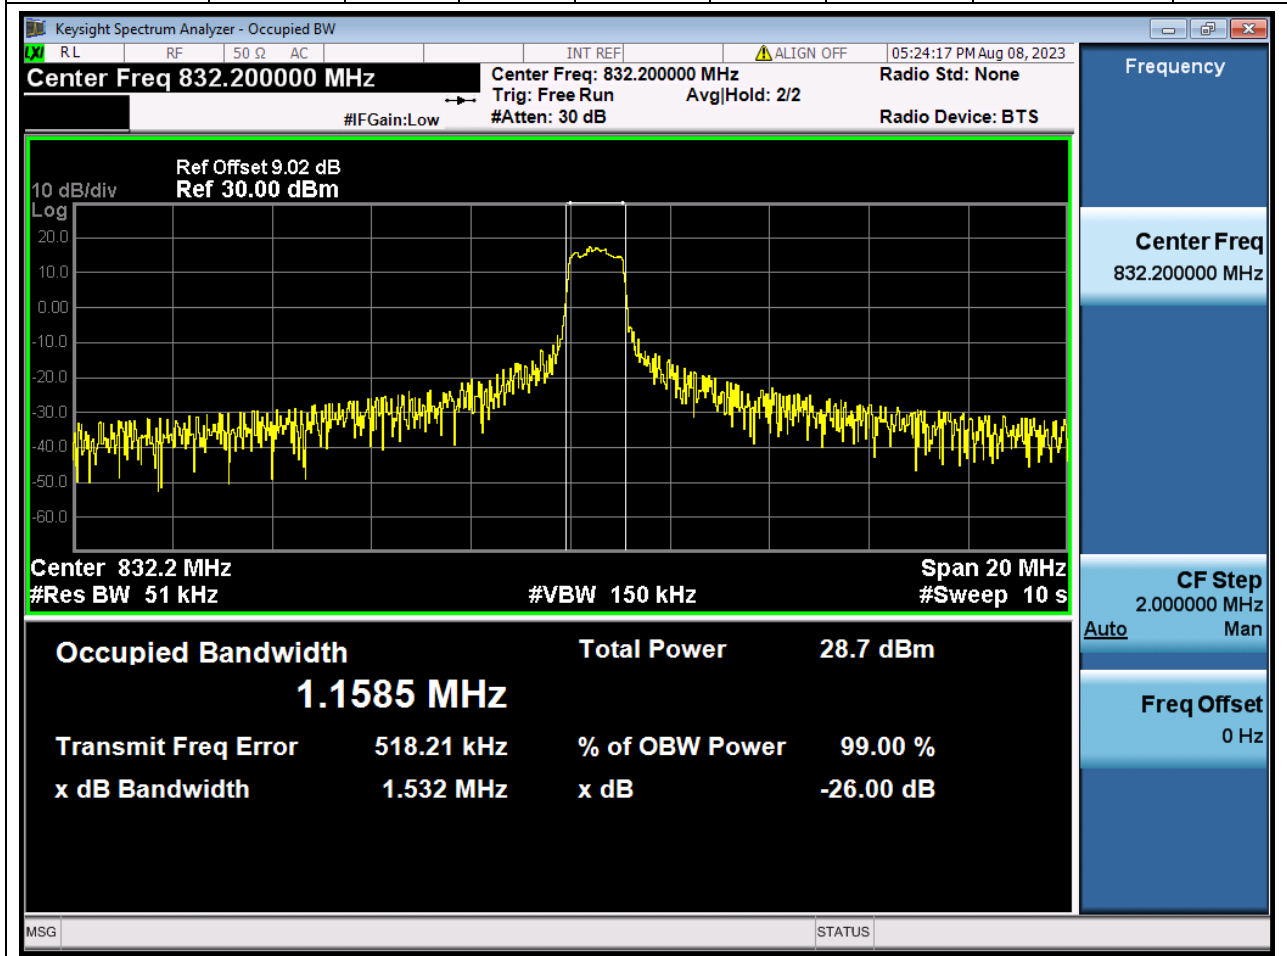 Keysight Spectrum Analyzer - Occupied BW
LXI RL RF 50 Ω AC INT REF ALIGN OFF 05:24:17 PM Aug 08, 2023
Center Freq 832.200000 MHz Center Freq: 832.200000 MHz Radio Std: None
Trig: Free Run Avg|Hold: 2/2
#IFGain:Low #Atten: 30 dB Radio Device: BTS
Ref Offset 9.02 dB
10 dB/div Ref 30.00 dBm
Log
20.0
10.0
0.00
-10.0
-20.0
-30.0
-40.0
-50.0
-60.0
Center 832.2 MHz Span 20 MHz
#Res BW 51 kHz #VBW 150 kHz #Sweep 10 s
Occupied Bandwidth Total Power 28.7 dBm
1.1585 MHz
Transmit Freq Error 518.21 kHz % of OBW Power 99.00 %
x dB Bandwidth 1.532 MHz x dB -26.00 dB
Frequency
Center Freq
832.200000 MHz
CF Step
2.000000 MHz
Auto Man
Freq Offset
0 Hz
MSG STATUS